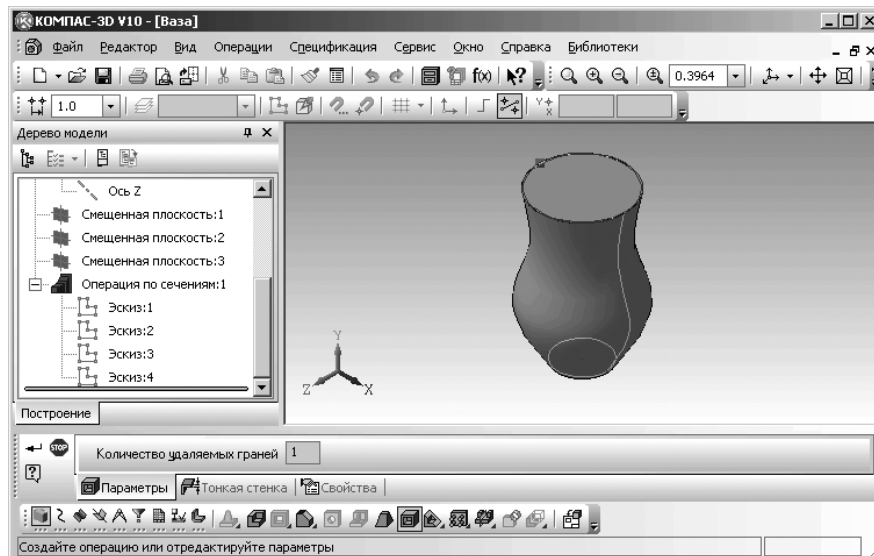 КОМПАС-3D V10 - [Ваза]
Файл Редактор Вид Операции Спецификация Сервис Окно Справка Библиотеки
f(x) 0.3964
1.0
Дерево модели
Ось Z
Смещенная плоскость:1
Смещенная плоскость:2
Смещенная плоскость:3
Операция по сечениям:1
Эскиз:1
Эскиз:2
Эскиз:3
Эскиз:4
Y
Z
X
Построение
STOP
Количество удаляемых граней 1
Параметры Тонкая стенка Свойства
Создайте операцию или отредактируйте параметры